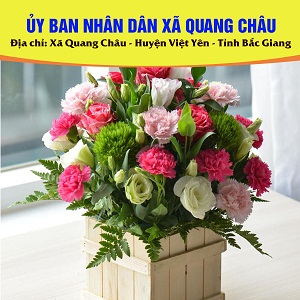 ỦY BAN NHÂN DÂN XÃ QUANG CHÂU
Địa chỉ: Xã Quang Châu - Huyện Việt Yên - Tỉnh Bắc Giang